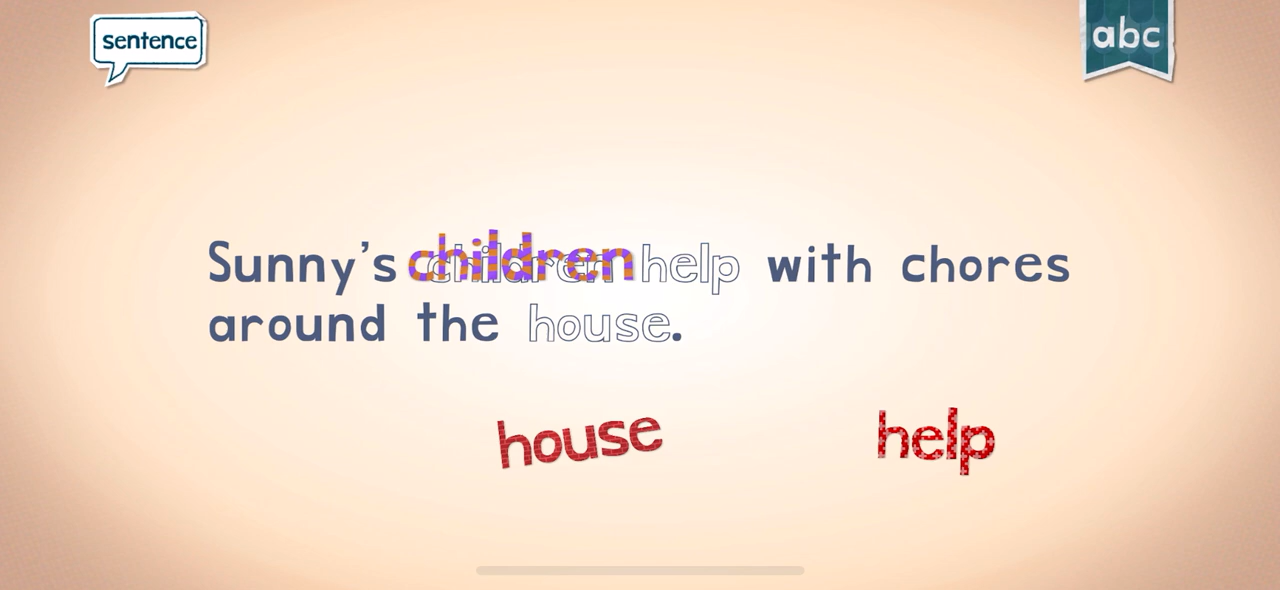 sentence
abc
Sunny's children help with chores
around the house.
house
help